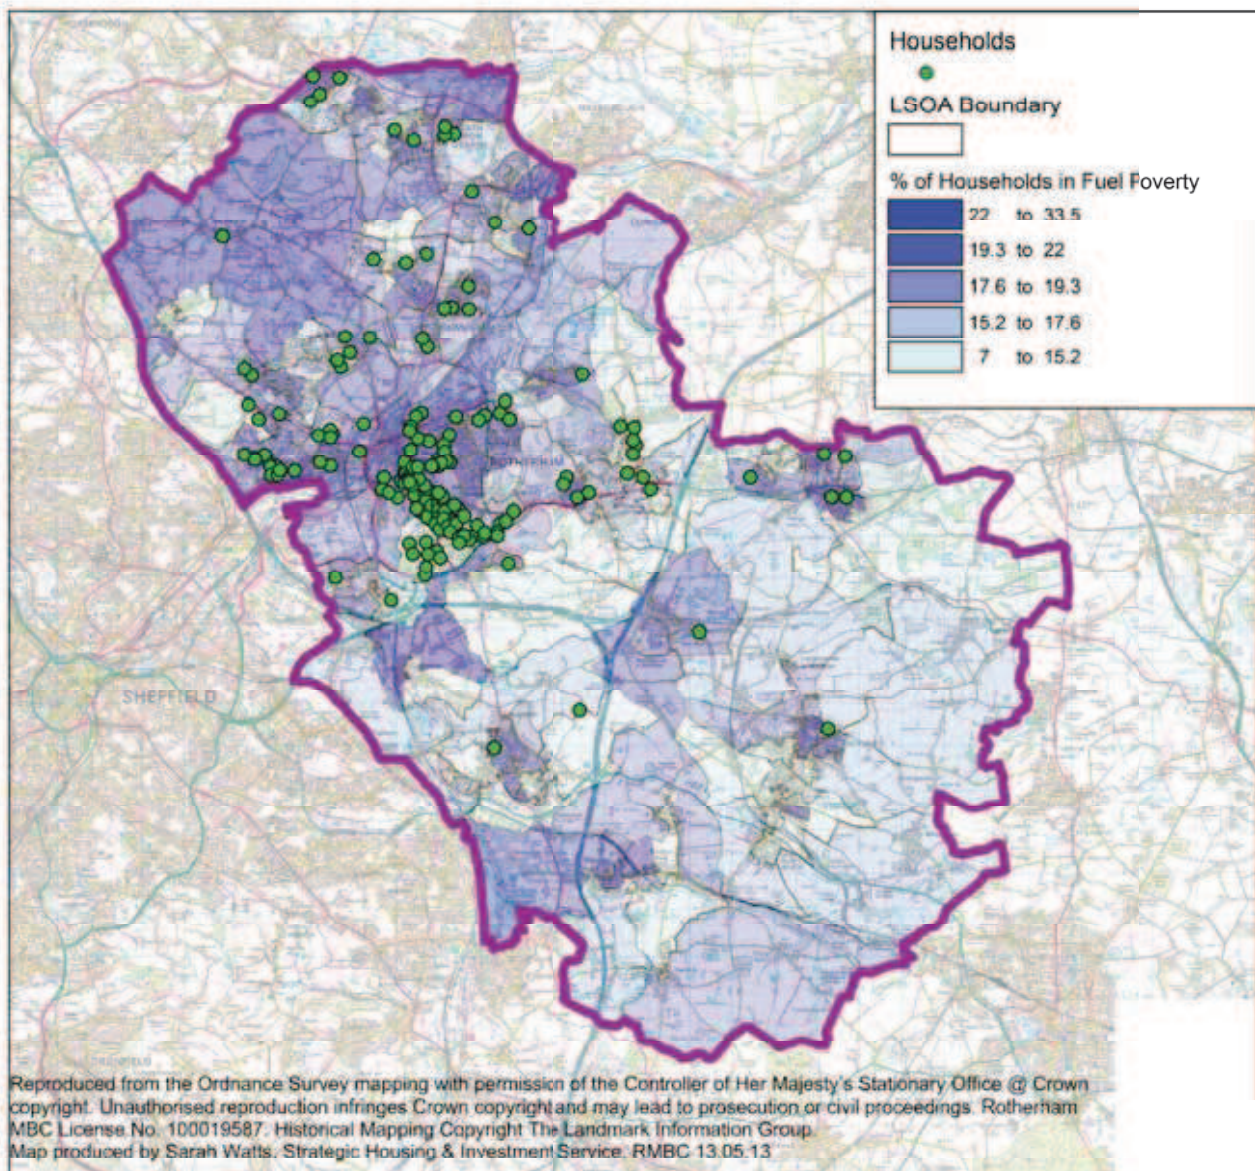 Households
LSOA Boundary
% of Households in Fuel Poverty
22 to 33.5
19.3 to 22
17.6 to 19.3
15.2 to 17.6
7 to 15.2
ROTHERHAM
SHEFFIELD
Reproduced from the Ordnance Survey mapping with permission of the Controller of Her Majesty's Stationary Office @ Crown
copyright. Unauthorised reproduction infringes Crown copyright and may lead to prosecution or civil proceedings. Rotherham
MBC License No. 100019587. Historical Mapping Copyright The Landmark Information Group.
Map produced by Sarah Watts. Strategic Housing & Investment Service. RMBC 13.05.13